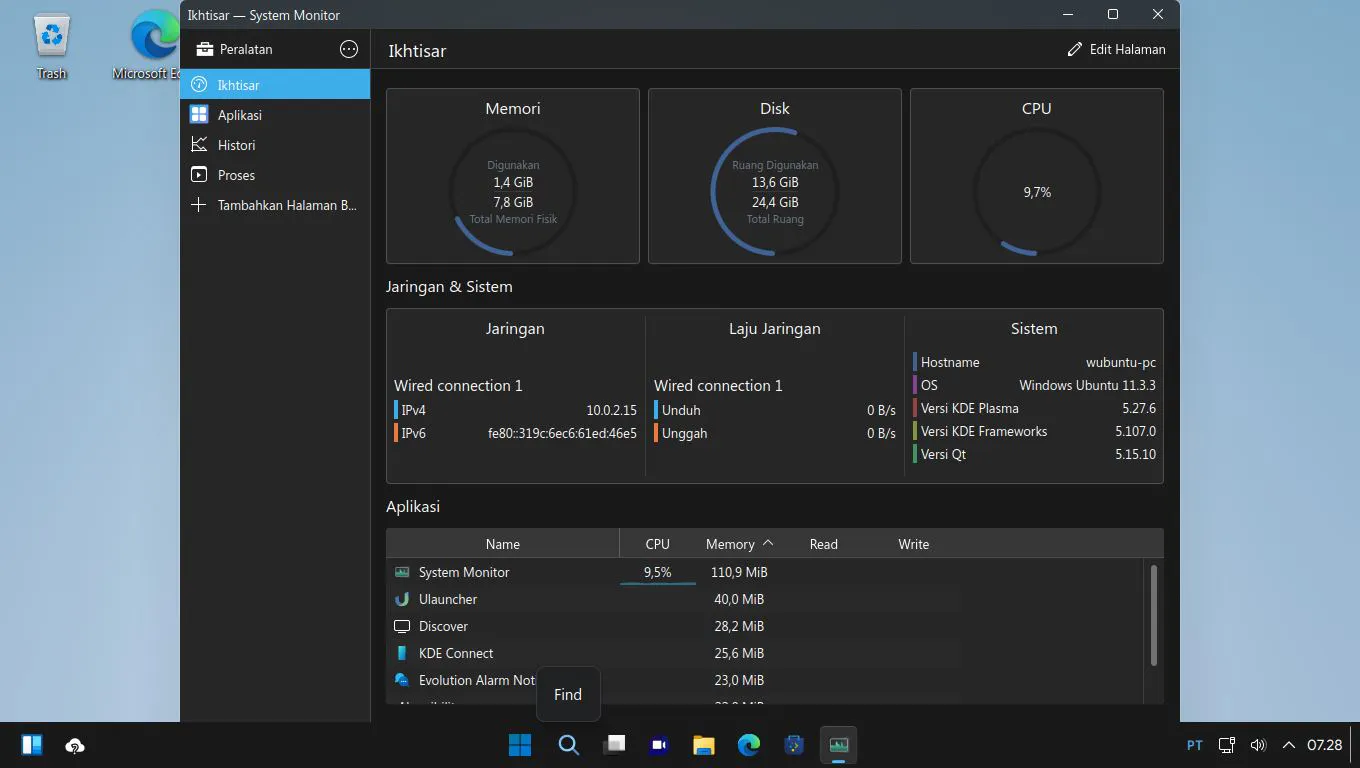 Trash
Microsoft Ed
Ikhtisar — System Monitor
Peralatan
Ikhtisar
Edit Halaman
Ikhtisar
Aplikasi
Histori
Proses
Tambahkan Halaman B...
Memori
Digunakan
1,4 GiB
7,8 GiB
Total Memori Fisik
Disk
Ruang Digunakan
13,6 GiB
24,4 GiB
Total Ruang
CPU
9,7%
Jaringan & Sistem
Jaringan
Wired connection 1
IPv4 10.0.2.15
IPv6 fe80::319c:6ec6:61ed:46e5
Laju Jaringan
Wired connection 1
Unduh 0 B/s
Unggah 0 B/s
Sistem
Hostname wubuntu-pc
OS Windows Ubuntu 11.3.3
Versi KDE Plasma 5.27.6
Versi KDE Frameworks 5.107.0
Versi Qt 5.15.10
Aplikasi
Name CPU Memory Read Write
System Monitor 9,5% 110,9 MiB
Ulauncher 40,0 MiB
Discover 28,2 MiB
KDE Connect 25,6 MiB
Evolution Alarm Not 23,0 MiB
Find
PT
07.28